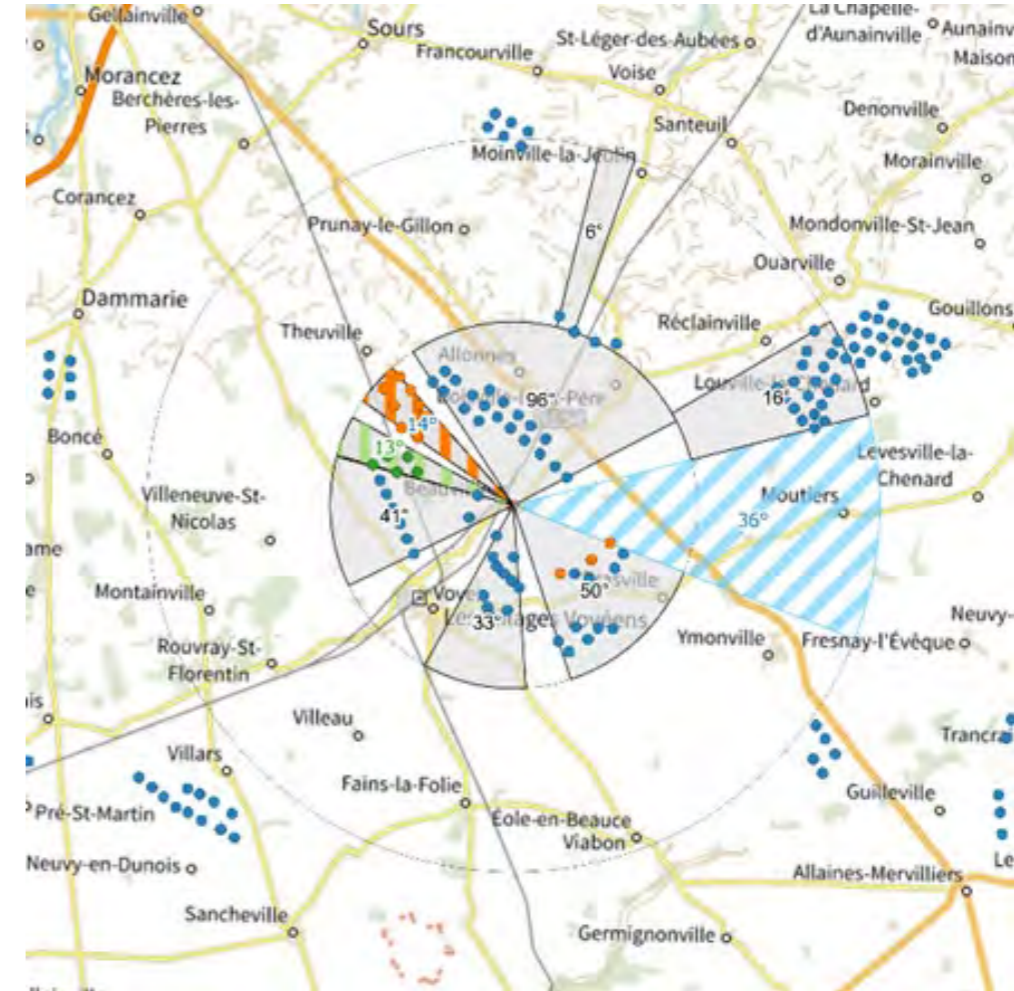 Gellainville
Sours
La Chapelle-
d'Aunainville
Aunainv
Maison
Francourville
St-Léger-des-Aubées
Voise
Morancez
Berchères-les-
Pierres
Denonville
Santeuil
Moinville-la-Jeulin
Morainville
Corancez
Prunay-le-Gillon
6°
Mondonville-St-Jean
Ouarville
Dammarie
Gouillons
Theuville
Réclainville
Allonnes
96°
16°
14°
13°
Boncé
Levesville-la-
Chenard
Villeneuve-St-
Nicolas
41°
Moutiers
36°
ame
50°
Montainville
33°
Neuvy-
Rouvray-St-
Florentin
Ymonville
Fresnay-l'Évêque
Villeau
Trancra
Villars
Fains-la-Folie
Guilleville
Pré-St-Martin
Éole-en-Beauce
Viabon
Neuvy-en-Dunois
Allaines-Mervilliers
Le
Sancheville
Germignonville